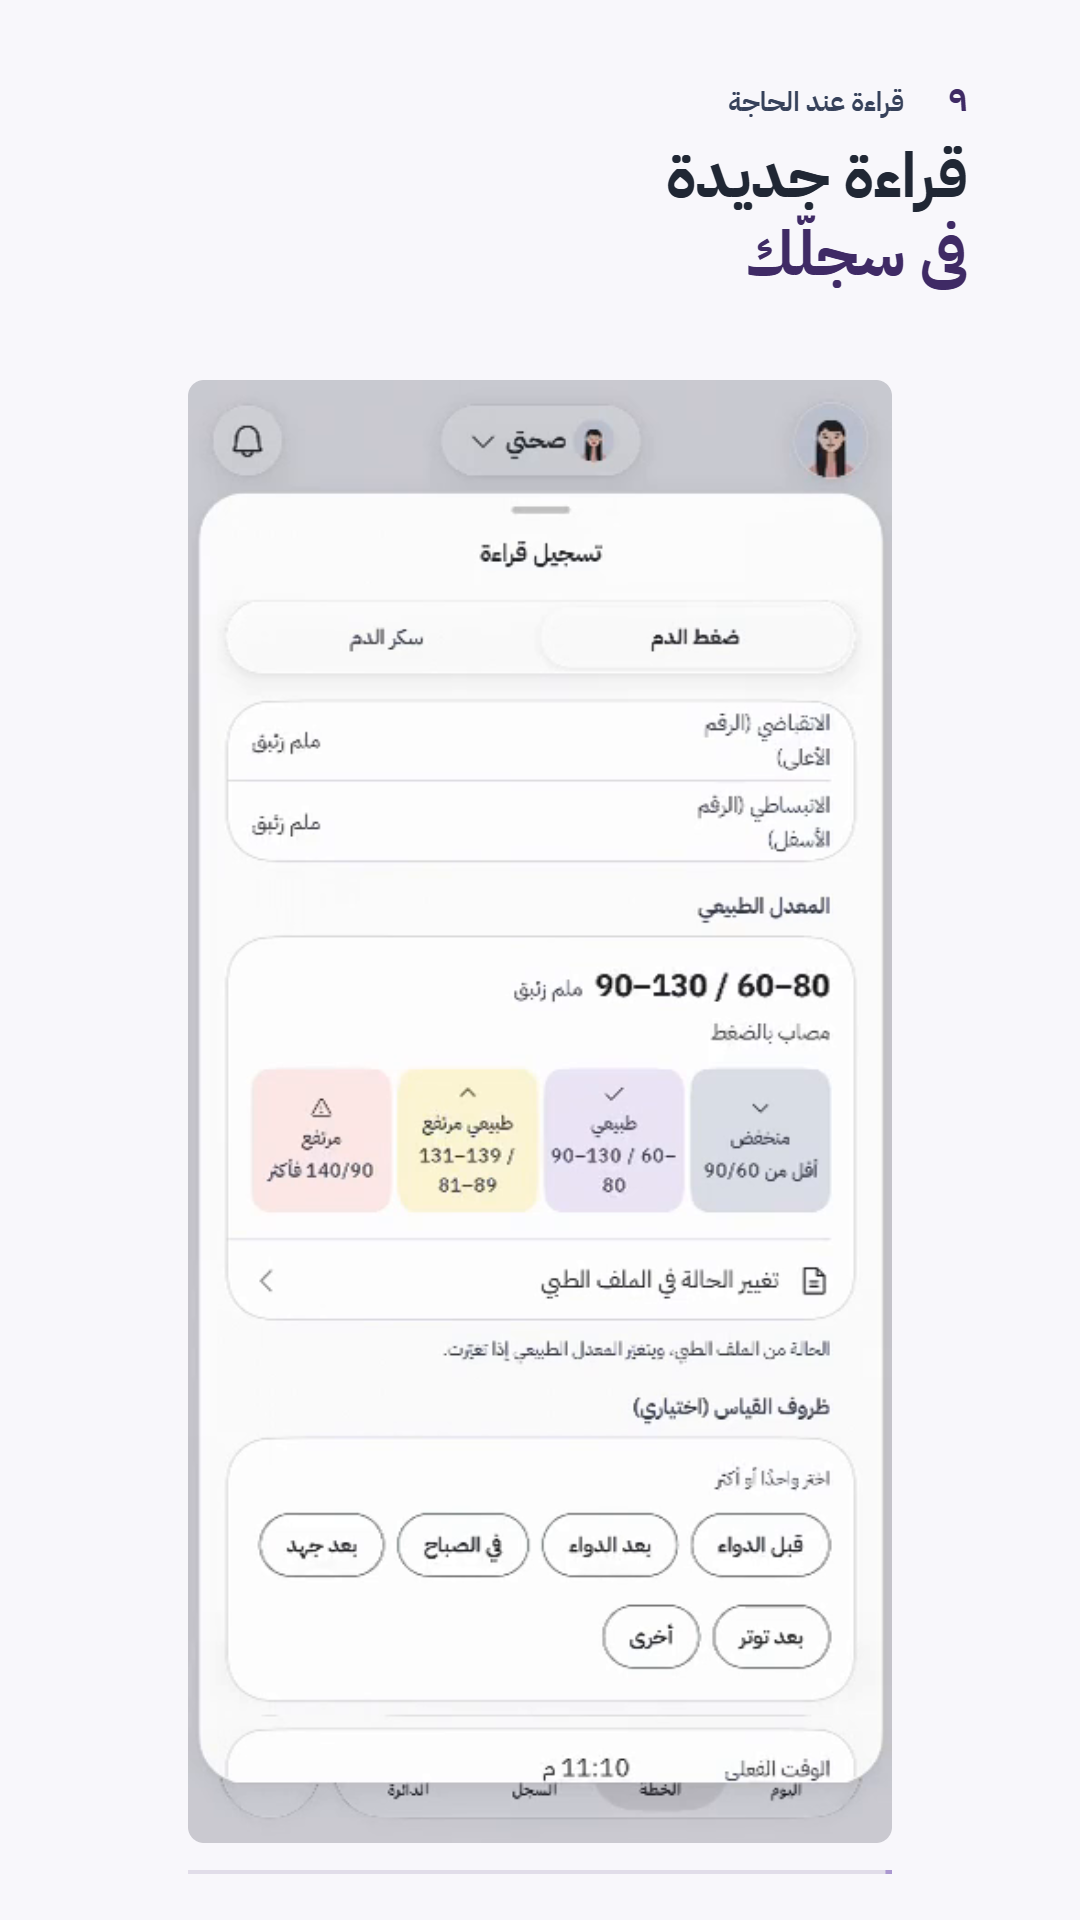 ٩ قراءة عند الحاجة
قراءة جديدة
في سجلّك
صحتي
تسجيل قراءة
ضغط الدم
سكر الدم
الانقباضي (الرقم
الأعلى)
ملم زئبق
الانبساطي (الرقم
الأسفل)
ملم زئبق
المعدل الطبيعي
90–130 / 60–80 ملم زئبق
مصاب بالضغط
منخفض
أقل من 90/60
طبيعي
90–130 / 60–
80
طبيعي مرتفع
131–139 /
81–89
مرتفع
140/90 فأكثر
تغيير الحالة في الملف الطبي
الحالة من الملف الطبي، ويتغيّر المعدل الطبيعي إذا تغيّرت.
ظروف القياس (اختياري)
اختر واحدًا أو أكثر
قبل الدواء
بعد الدواء
في الصباح
بعد جهد
بعد توتر
أخرى
الوقت الفعلي
11:10 م
اليوم
الخطة
السجل
الدائرة